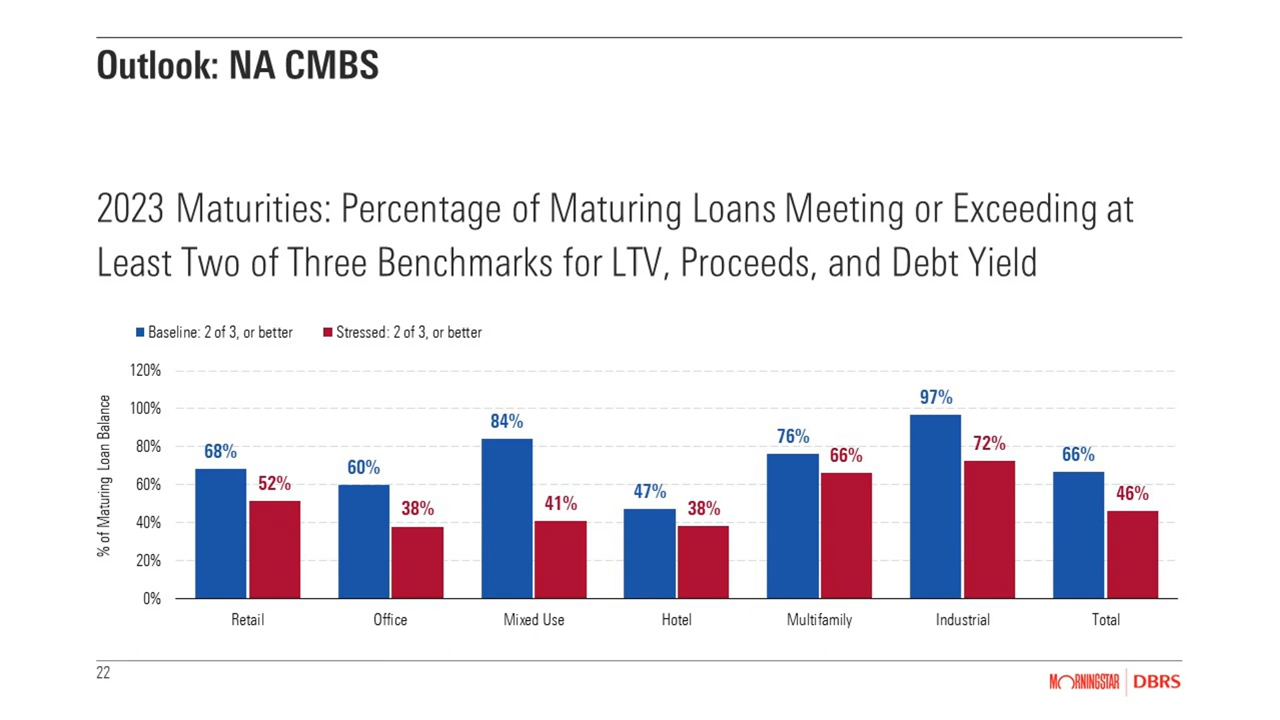 Outlook: NA CMBS
2023 Maturities: Percentage of Maturing Loans Meeting or Exceeding at
Least Two of Three Benchmarks for LTV, Proceeds, and Debt Yield
Baseline: 2 of 3, or better
Stressed: 2 of 3, or better
% of Maturing Loan Balance
120%
100%
80%
60%
40%
20%
0%
68%
52%
60%
38%
84%
41%
47%
38%
76%
66%
97%
72%
66%
46%
Retail
Office
Mixed Use
Hotel
Multifamily
Industrial
Total
22
MORNINGSTAR | DBRS